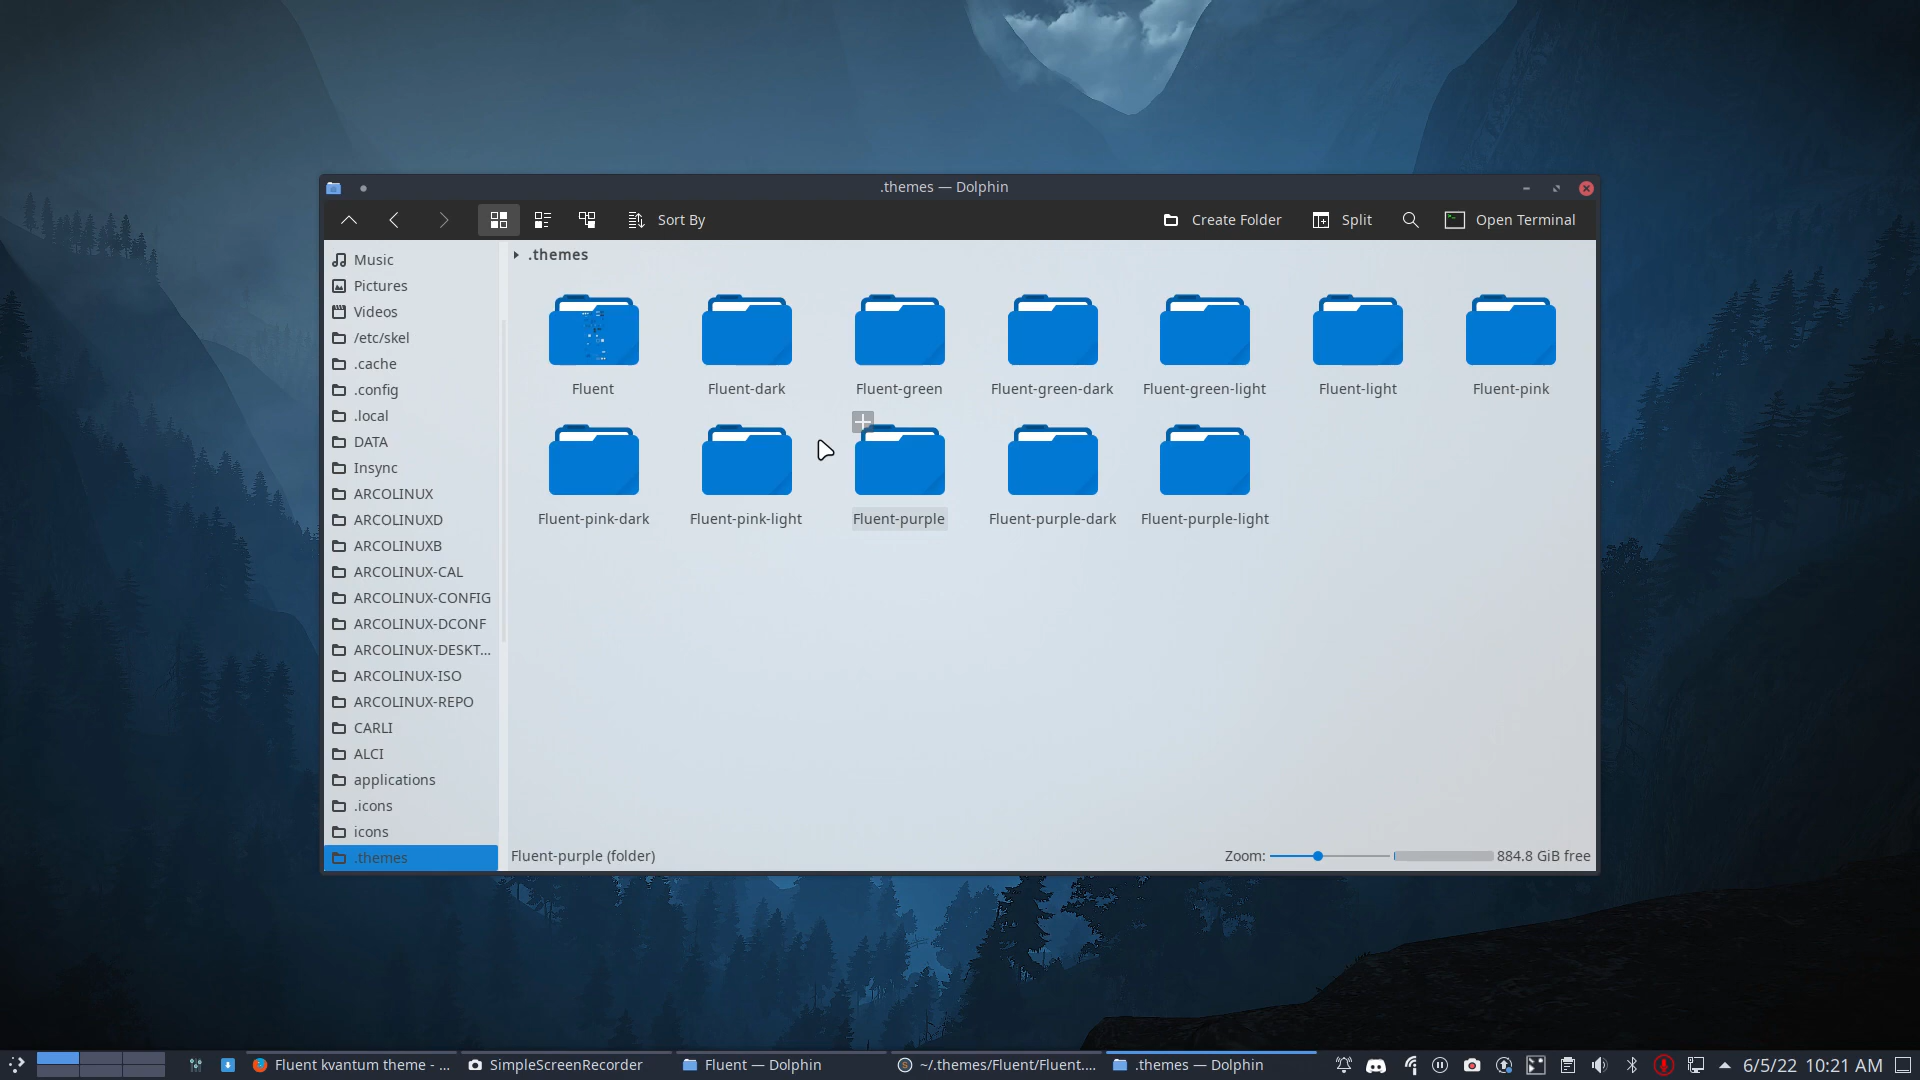 .themes — Dolphin
Sort By
Create Folder
Split
Open Terminal
Music
Pictures
Videos
/etc/skel
.cache
.config
.local
DATA
Insync
ARCOLINUX
ARCOLINUXD
ARCOLINUXB
ARCOLINUX-CAL
ARCOLINUX-CONFIG
ARCOLINUX-DCONF
ARCOLINUX-DESKT...
ARCOLINUX-ISO
ARCOLINUX-REPO
CARLI
ALCI
applications
.icons
icons
.themes
.themes
Fluent
Fluent-dark
Fluent-green
Fluent-green-dark
Fluent-green-light
Fluent-light
Fluent-pink
Fluent-pink-dark
Fluent-pink-light
Fluent-purple
Fluent-purple-dark
Fluent-purple-light
Fluent-purple (folder)
Zoom:
884.8 GiB free
Fluent kvantum theme - ...
SimpleScreenRecorder
Fluent — Dolphin
~/.themes/Fluent/Fluent....
.themes — Dolphin
6/5/22
10:21 AM